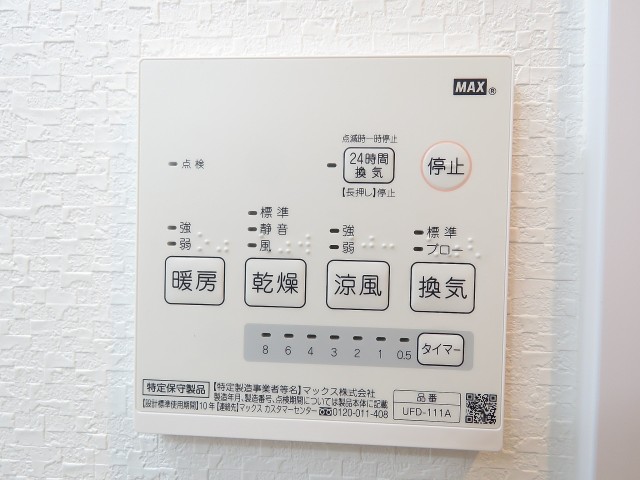 MAX®
点滅時一時停止
点検
24時間
換気
停止
【長押し】停止
強
弱
標準
静音
風
強
弱
標準
ブロー
暖房
乾燥
涼風
換気
8 6 4 3 2 1 0.5
タイマー
特定保守製品
【特定製造事業者等名】マックス株式会社
製造年月、製造番号、点検期間については製品本体に記載
【設計標準使用期間】10年【連絡先】マックス カスタマーセンター 0120-011-408
品番
UFD-111A